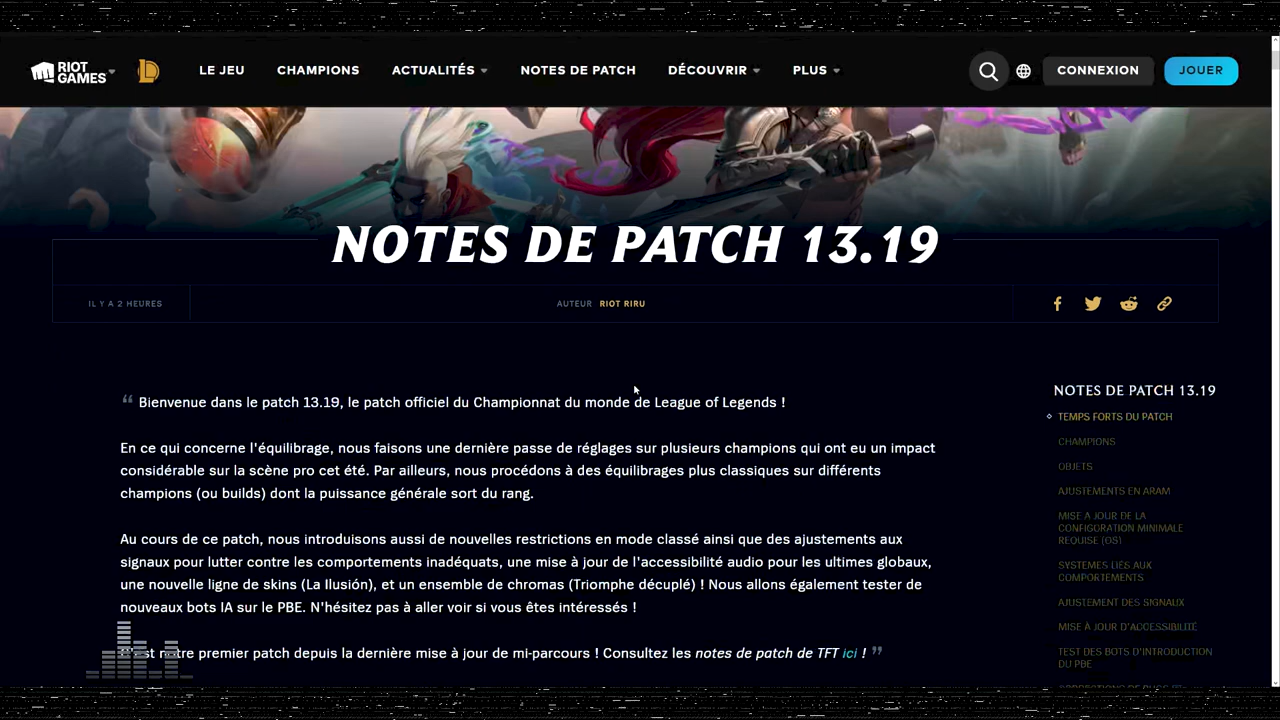 RIOT GAMES
LE JEU
CHAMPIONS
ACTUALITÉS
NOTES DE PATCH
DÉCOUVRIR
PLUS
CONNEXION
JOUER
NOTES DE PATCH 13.19
IL Y A 2 HEURES
AUTEUR RIOT RIRU
“ Bienvenue dans le patch 13.19, le patch officiel du Championnat du monde de League of Legends !
En ce qui concerne l'équilibrage, nous faisons une dernière passe de réglages sur plusieurs champions qui ont eu un impact
considérable sur la scène pro cet été. Par ailleurs, nous procédons à des équilibrages plus classiques sur différents
champions (ou builds) dont la puissance générale sort du rang.
Au cours de ce patch, nous introduisons aussi de nouvelles restrictions en mode classé ainsi que des ajustements aux
signaux pour lutter contre les comportements inadéquats, une mise à jour de l'accessibilité audio pour les ultimes globaux,
une nouvelle ligne de skins (La Ilusión), et un ensemble de chromas (Triomphe décuplé) ! Nous allons également tester de
nouveaux bots IA sur le PBE. N'hésitez pas à aller voir si vous êtes intéressés !
C'est notre premier patch depuis la dernière mise à jour de mi-parcours ! Consultez les notes de patch de TFT ici ! ”
NOTES DE PATCH 13.19
TEMPS FORTS DU PATCH
CHAMPIONS
OBJETS
AJUSTEMENTS EN ARAM
MISE À JOUR DE LA
CONFIGURATION MINIMALE
REQUISE (OS)
SYSTÈMES LIÉS AUX
COMPORTEMENTS
AJUSTEMENT DES SIGNAUX
MISE À JOUR D'ACCESSIBILITÉ
TEST DES BOTS D'INTRODUCTION
DU PBE